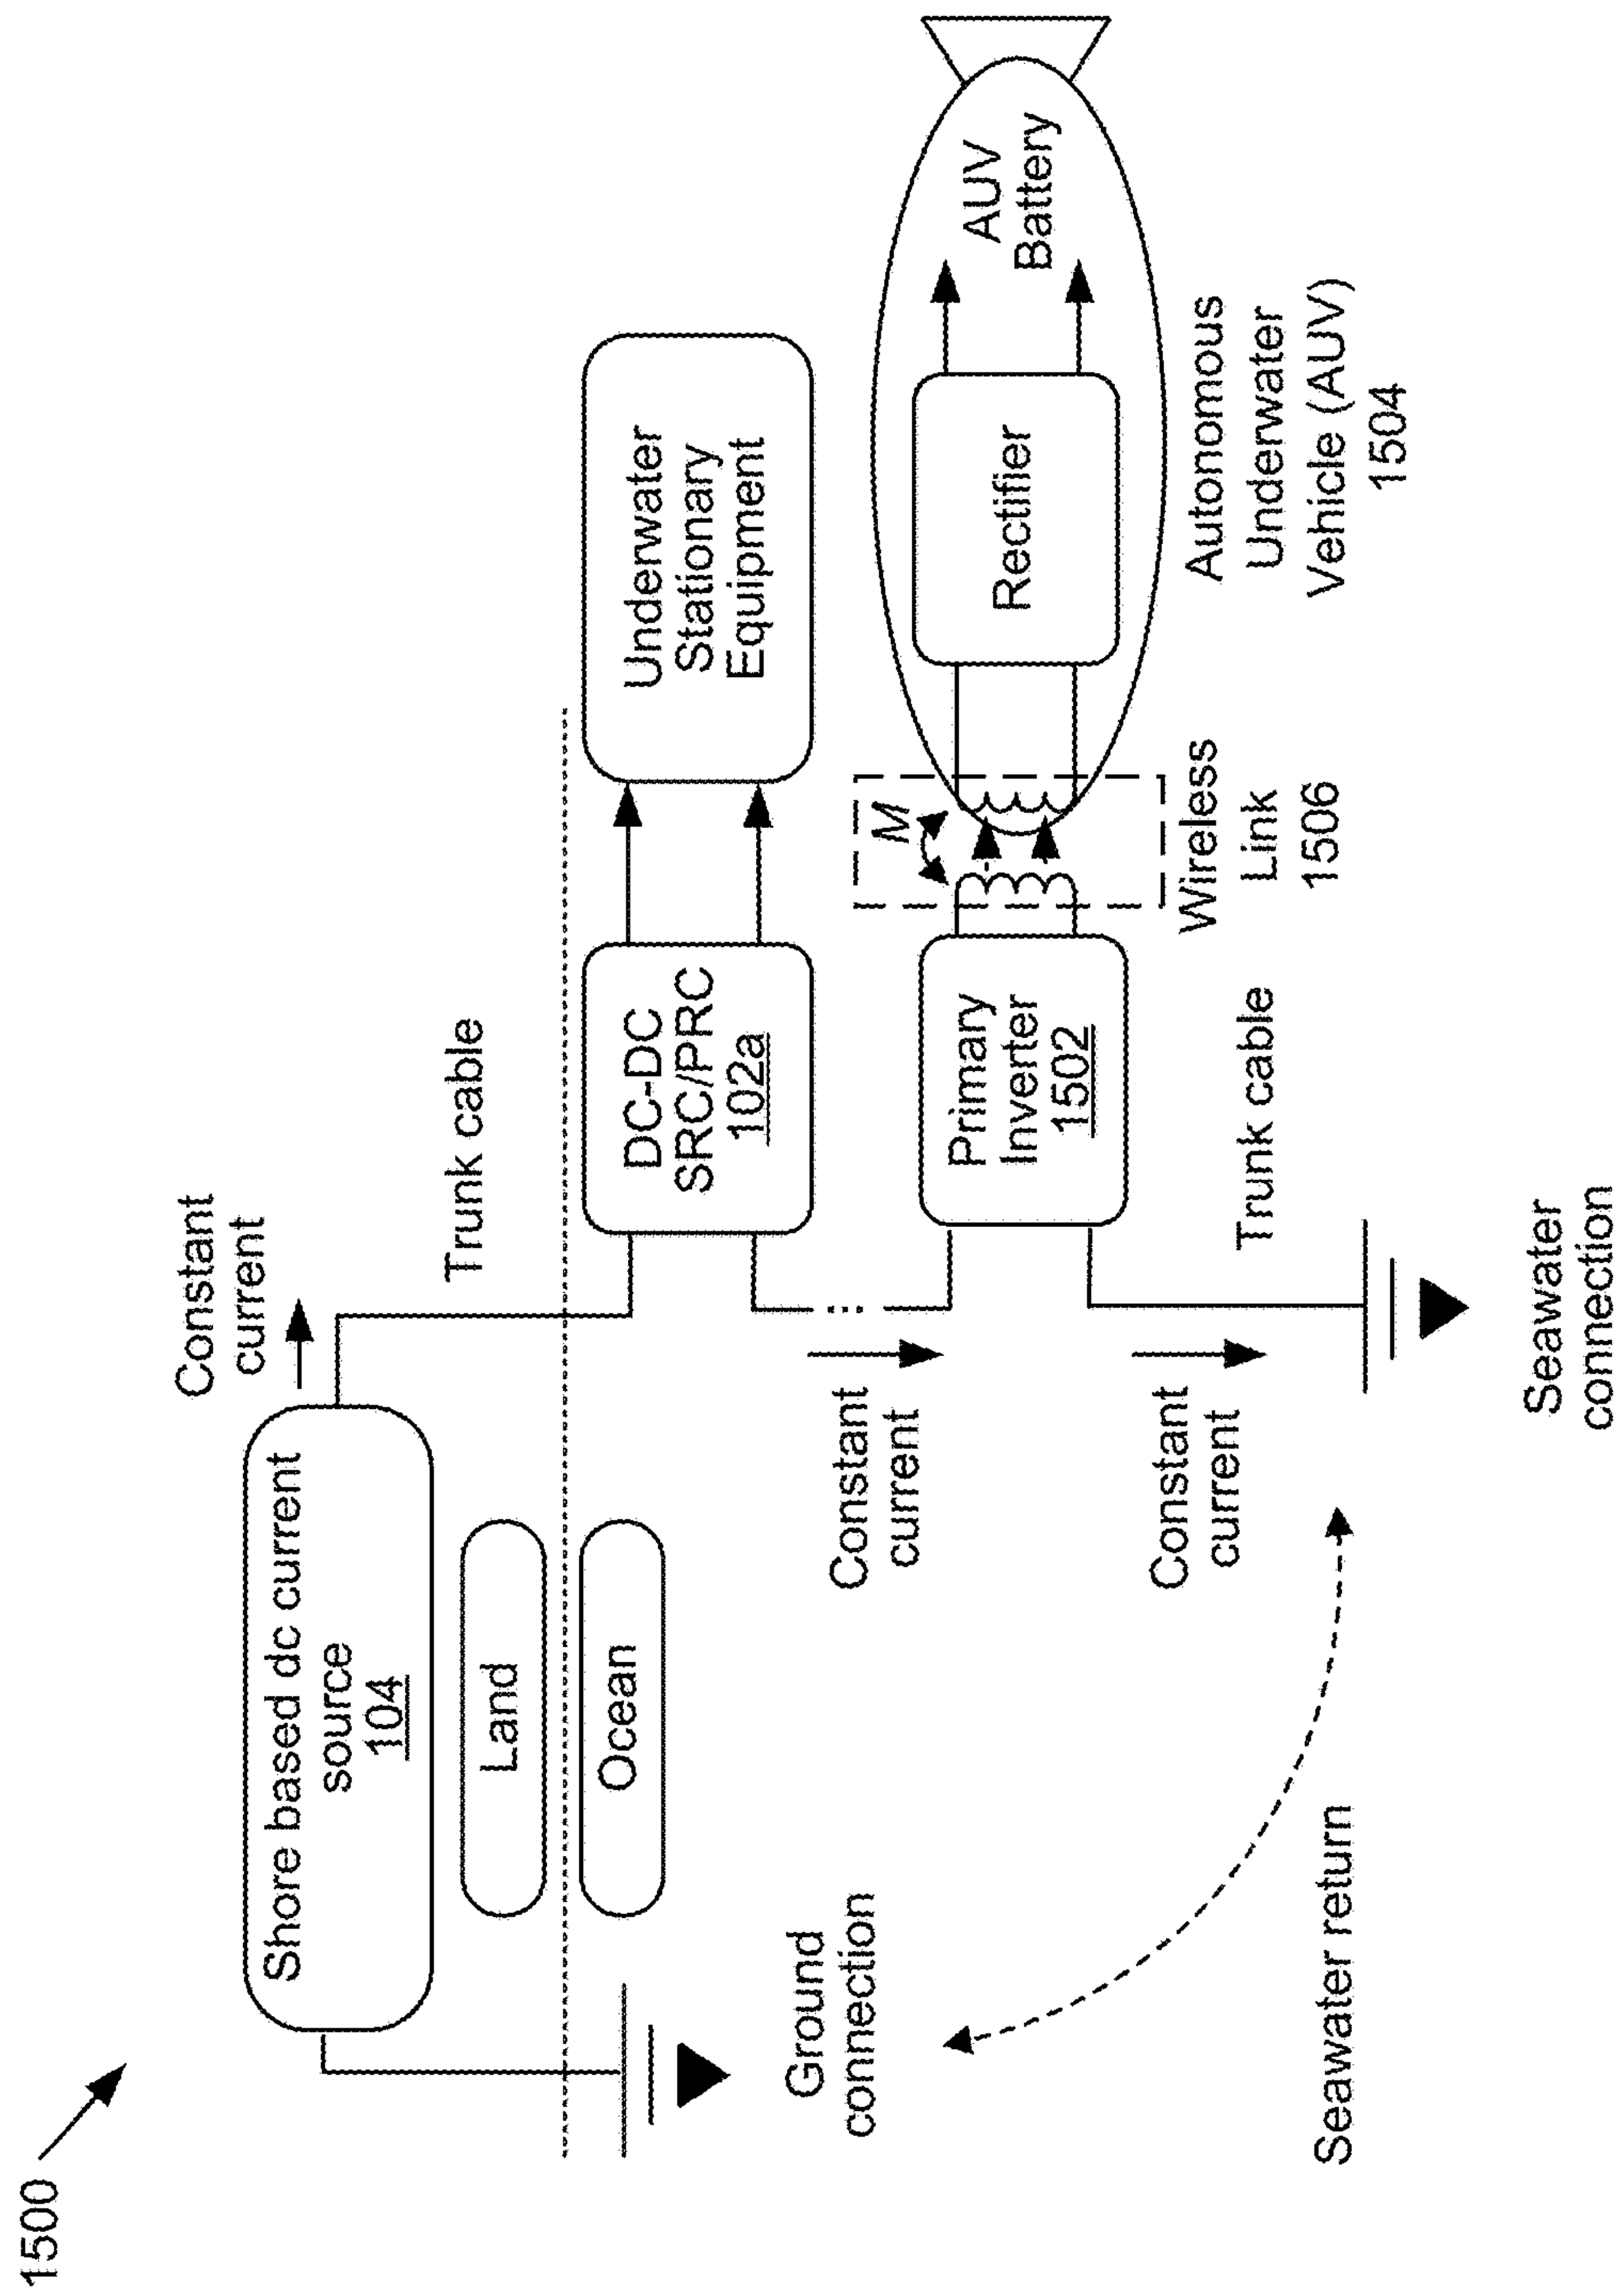 1500
Shore based dc current
source
104
Constant
current
Land
Ocean
Trunk cable
Ground
connection
DC-DC
SRC/PRC
102a
Underwater
Stationary
Equipment
Constant
current
Primary
Inverter
1502
M
Wireless
Link
1506
Rectifier
AUV
Battery
Autonomous
Underwater
Vehicle (AUV)
1504
Constant
current
Trunk cable
Seawater return
Seawater
connection